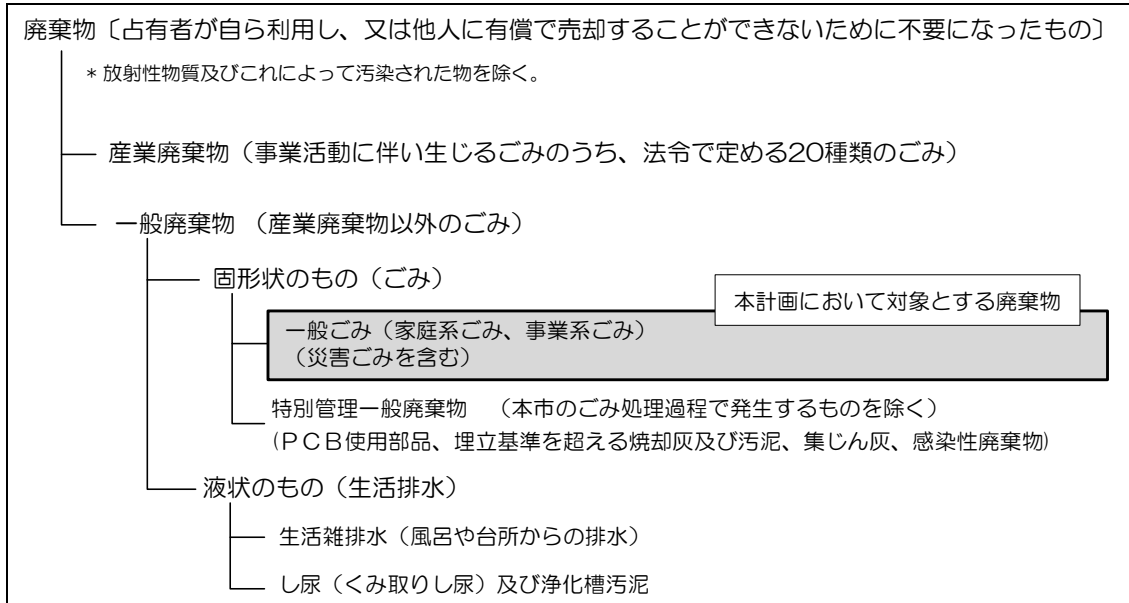 廃棄物〔占有者が自ら利用し、又は他人に有償で売却することができないために不要になったもの〕
*放射性物質及びこれによって汚染された物を除く。
産業廃棄物（事業活動に伴い生じるごみのうち、法令で定める20種類のごみ）
一般廃棄物 （産業廃棄物以外のごみ）
固形状のもの（ごみ）
本計画において対象とする廃棄物
一般ごみ（家庭系ごみ、事業系ごみ）
（災害ごみを含む）
特別管理一般廃棄物 （本市のごみ処理過程で発生するものを除く）
(ＰＣＢ使用部品、埋立基準を超える焼却灰及び汚泥、集じん灰、感染性廃棄物)
液状のもの（生活排水）
生活雑排水（風呂や台所からの排水）
し尿（くみ取りし尿）及び浄化槽汚泥